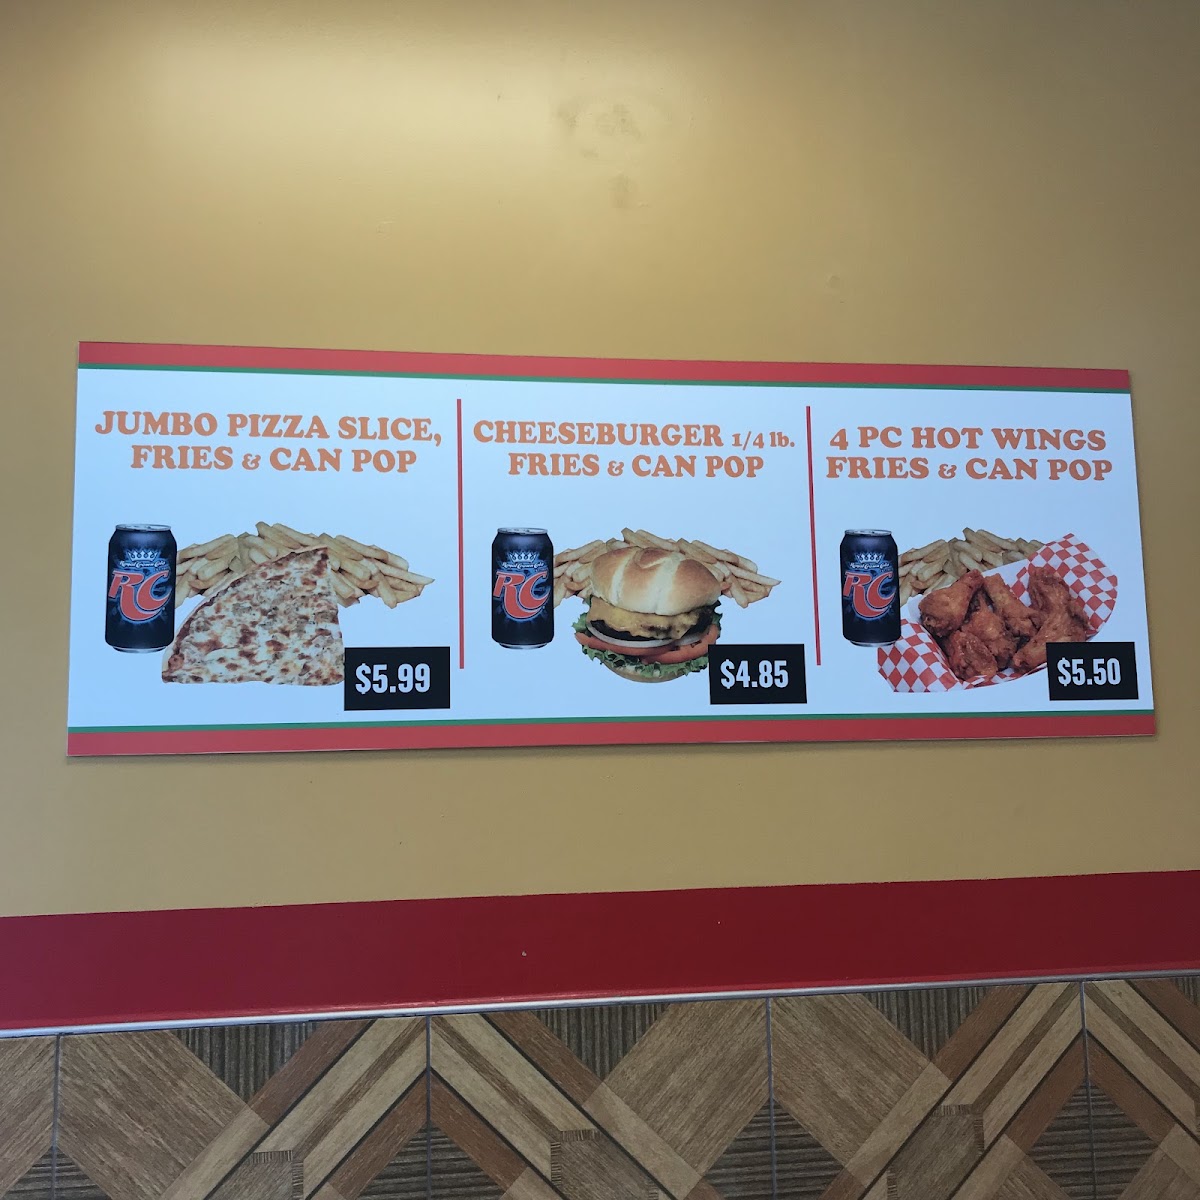 JUMBO PIZZA SLICE,
FRIES & CAN POP
RC
$5.99
CHEESEBURGER 1/4 lb.
FRIES & CAN POP
RC
$4.85
4 PC HOT WINGS
FRIES & CAN POP
RC
$5.50